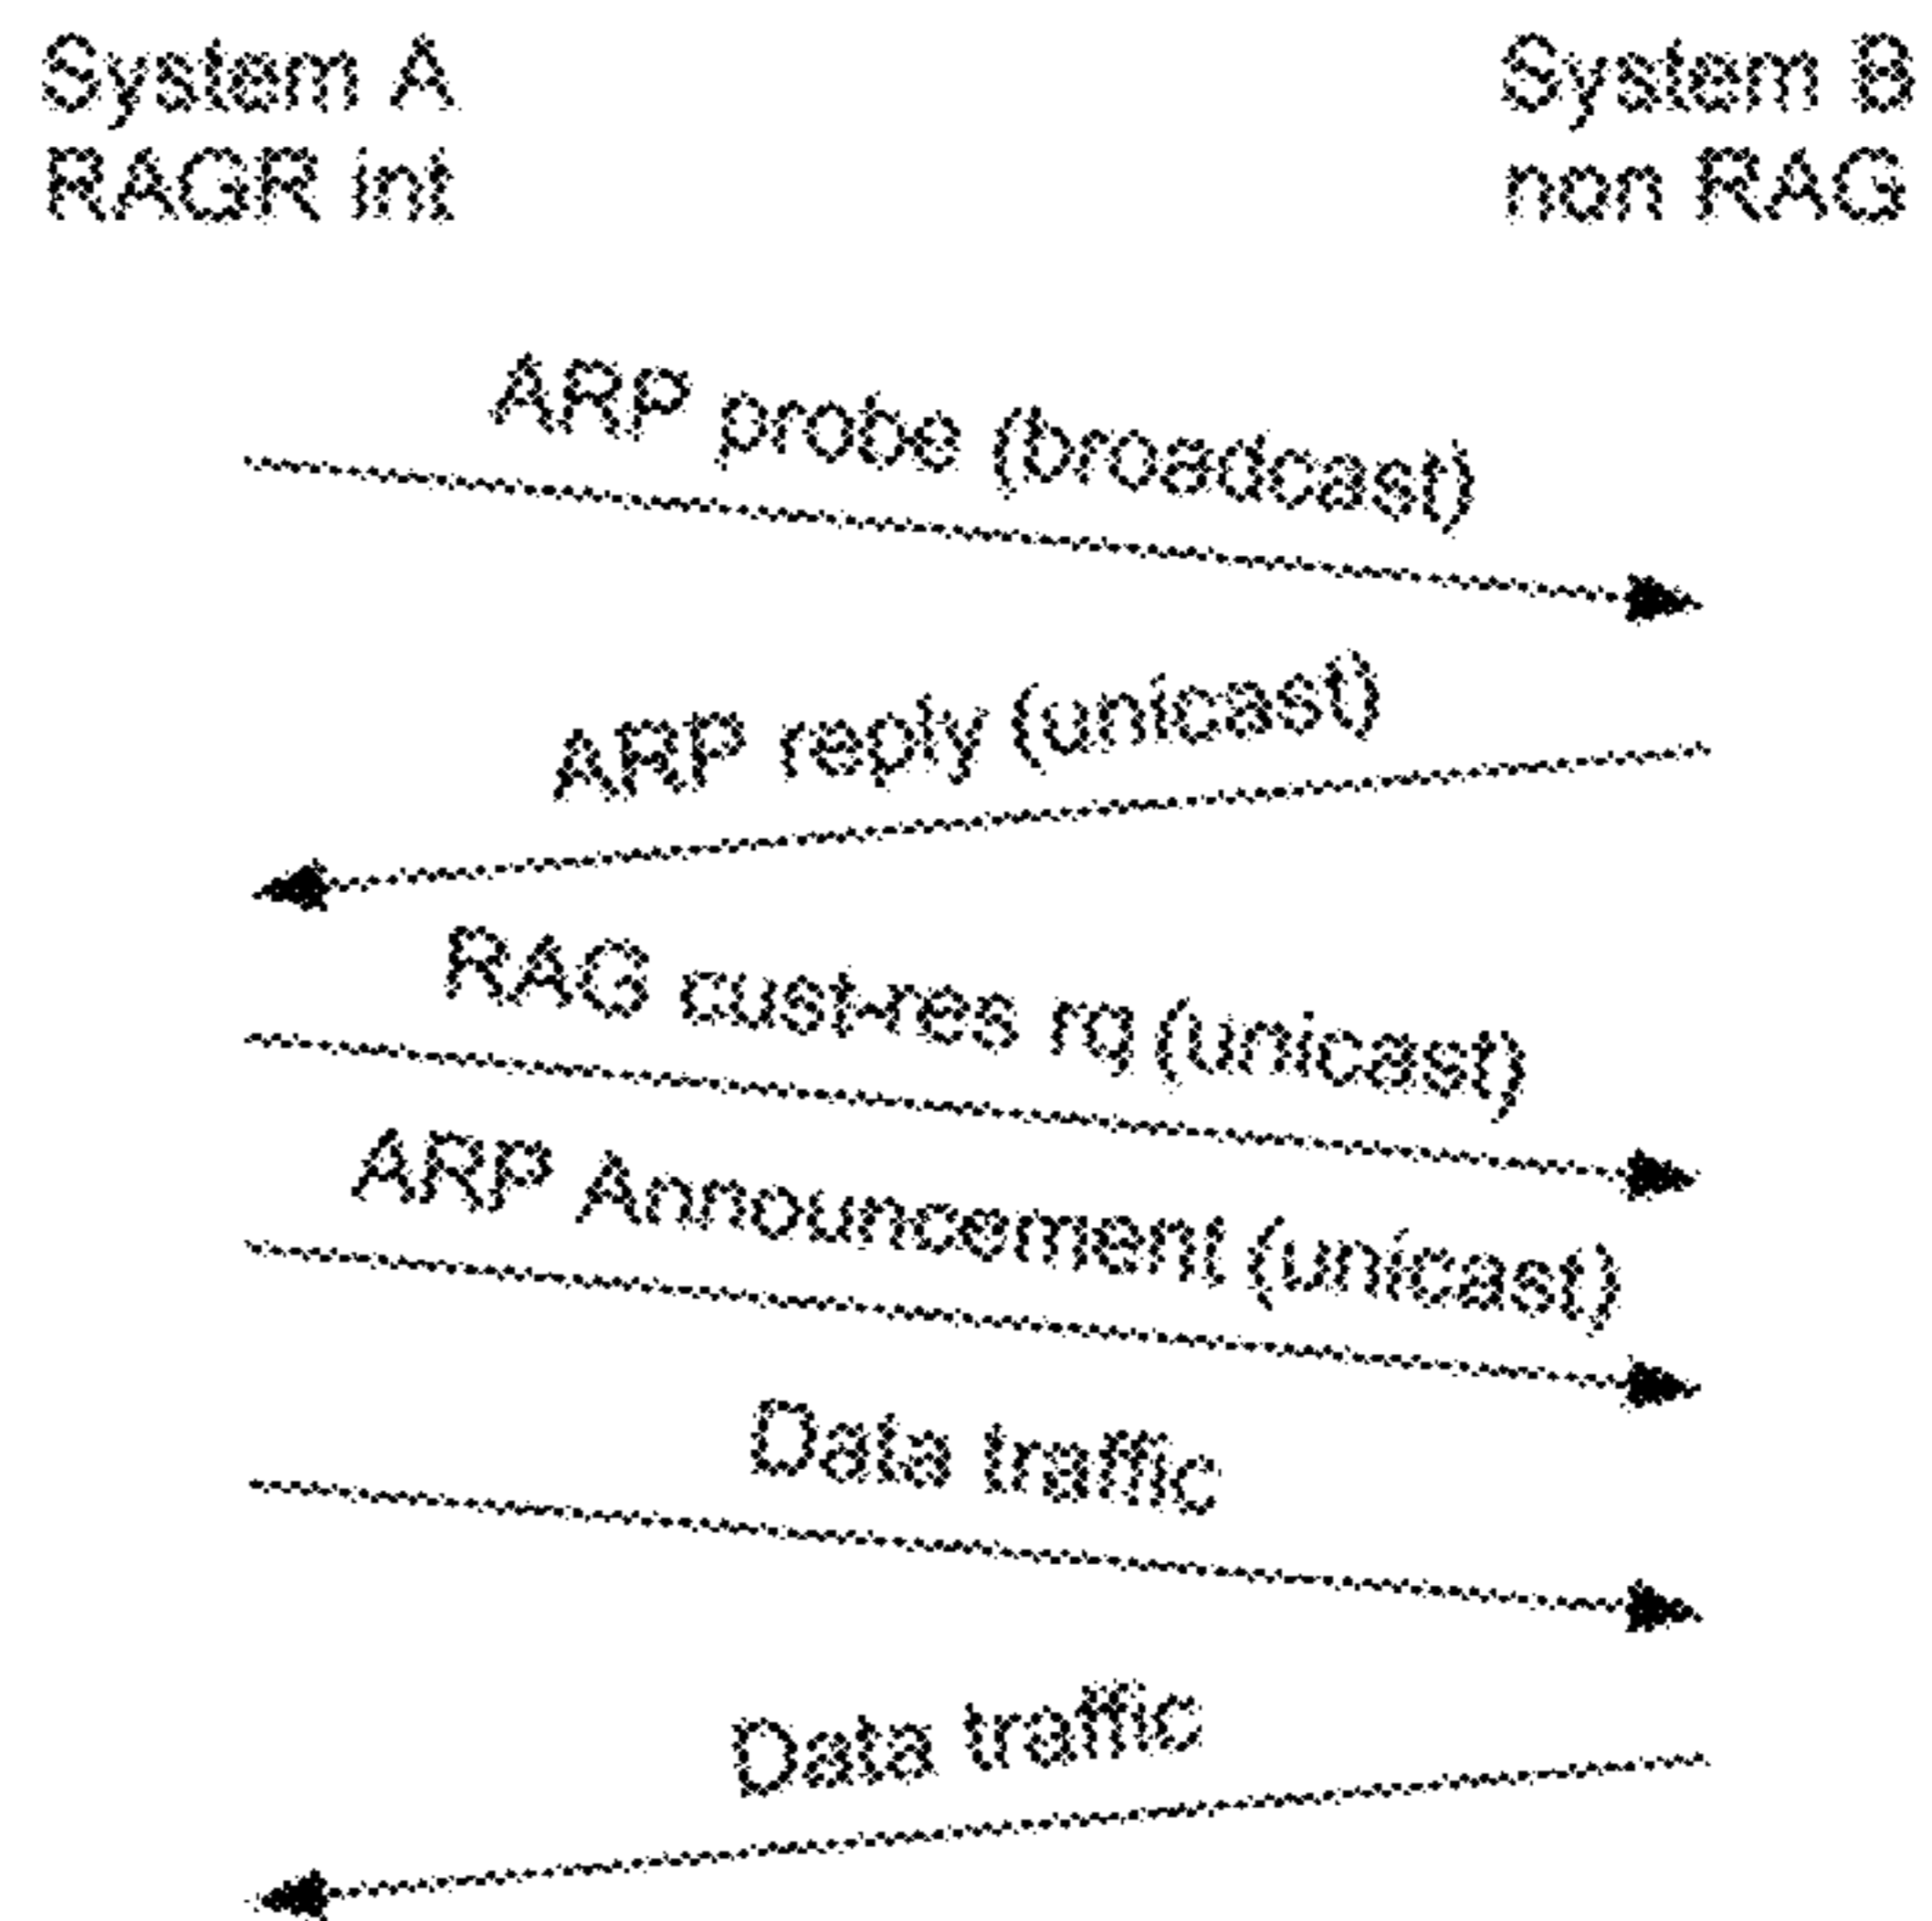 System A
RAGR int
System B
non RAG
ARP probe (broadcast)
ARP reply (unicast)
RAG cust-res rq (unicast)
ARP Announcement (unicast)
Data traffic
Data traffic